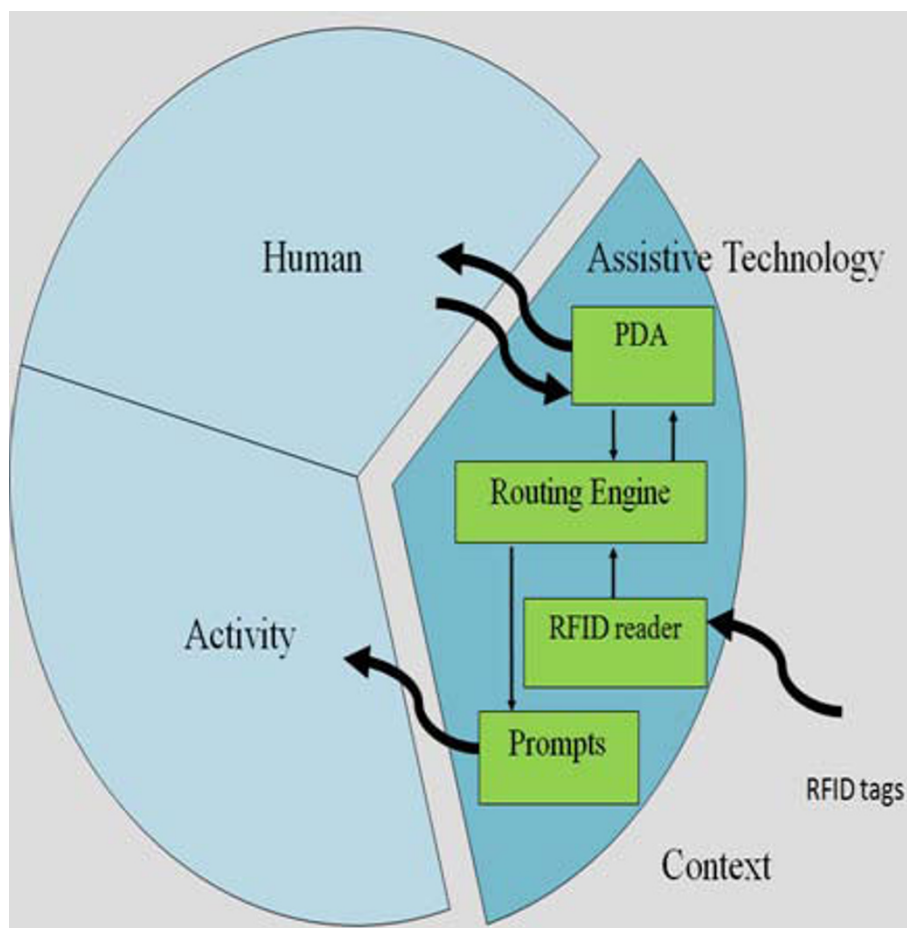 Human
Assistive Technology
PDA
Routing Engine
RFID reader
Activity
Prompts
RFID tags
Context